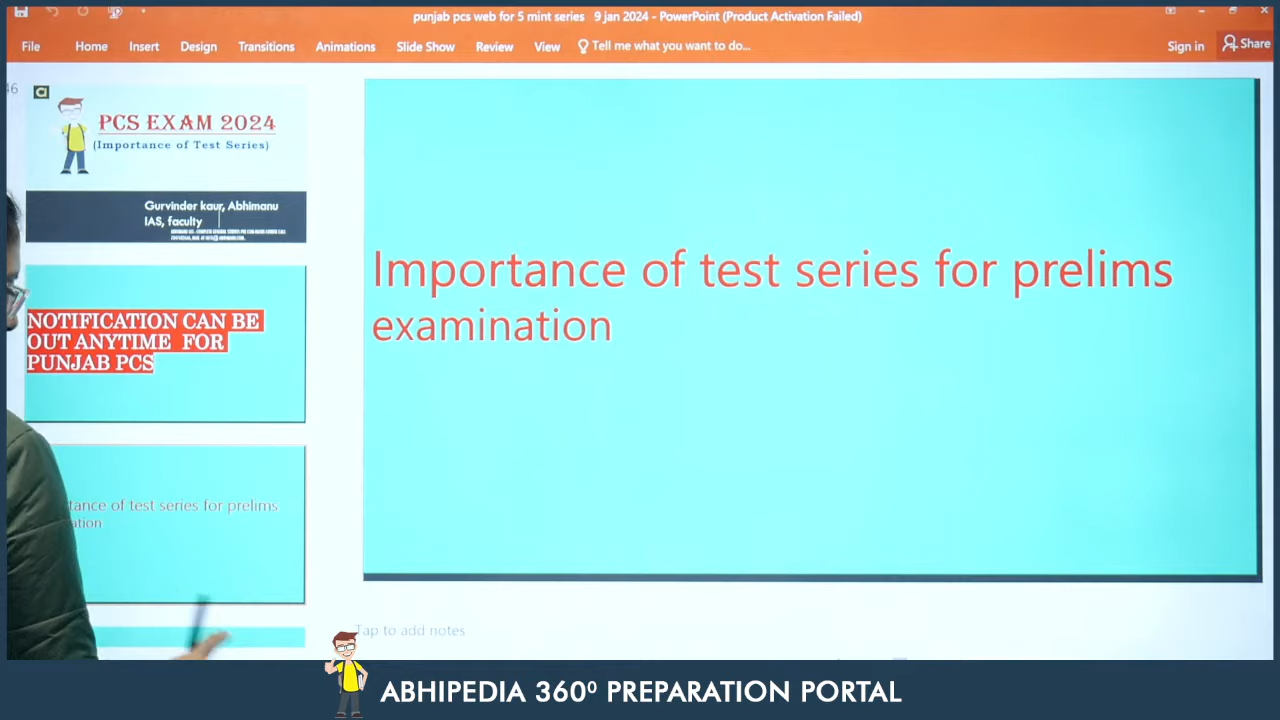 punjab pcs web for 5 mint series 9 jan 2024 - PowerPoint (Product Activation Failed)
File Home Insert Design Transitions Animations Slide Show Review View Tell me what you want to do... Sign in Share
46
PCS EXAM 2024
(Importance of Test Series)
Gurvinder kaur, Abhimanu
IAS, faculty
NOTIFICATION CAN BE
OUT ANYTIME FOR
PUNJAB PCS
tance of test series for prelims
ation
Importance of test series for prelims
examination
Tap to add notes
ABHIPEDIA 360⁰ PREPARATION PORTAL